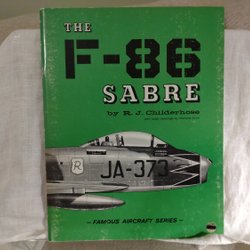 THE
F-86
SABRE
by R. J. Childerhose
R
JA-373
– FAMOUS AIRCRAFT SERIES –